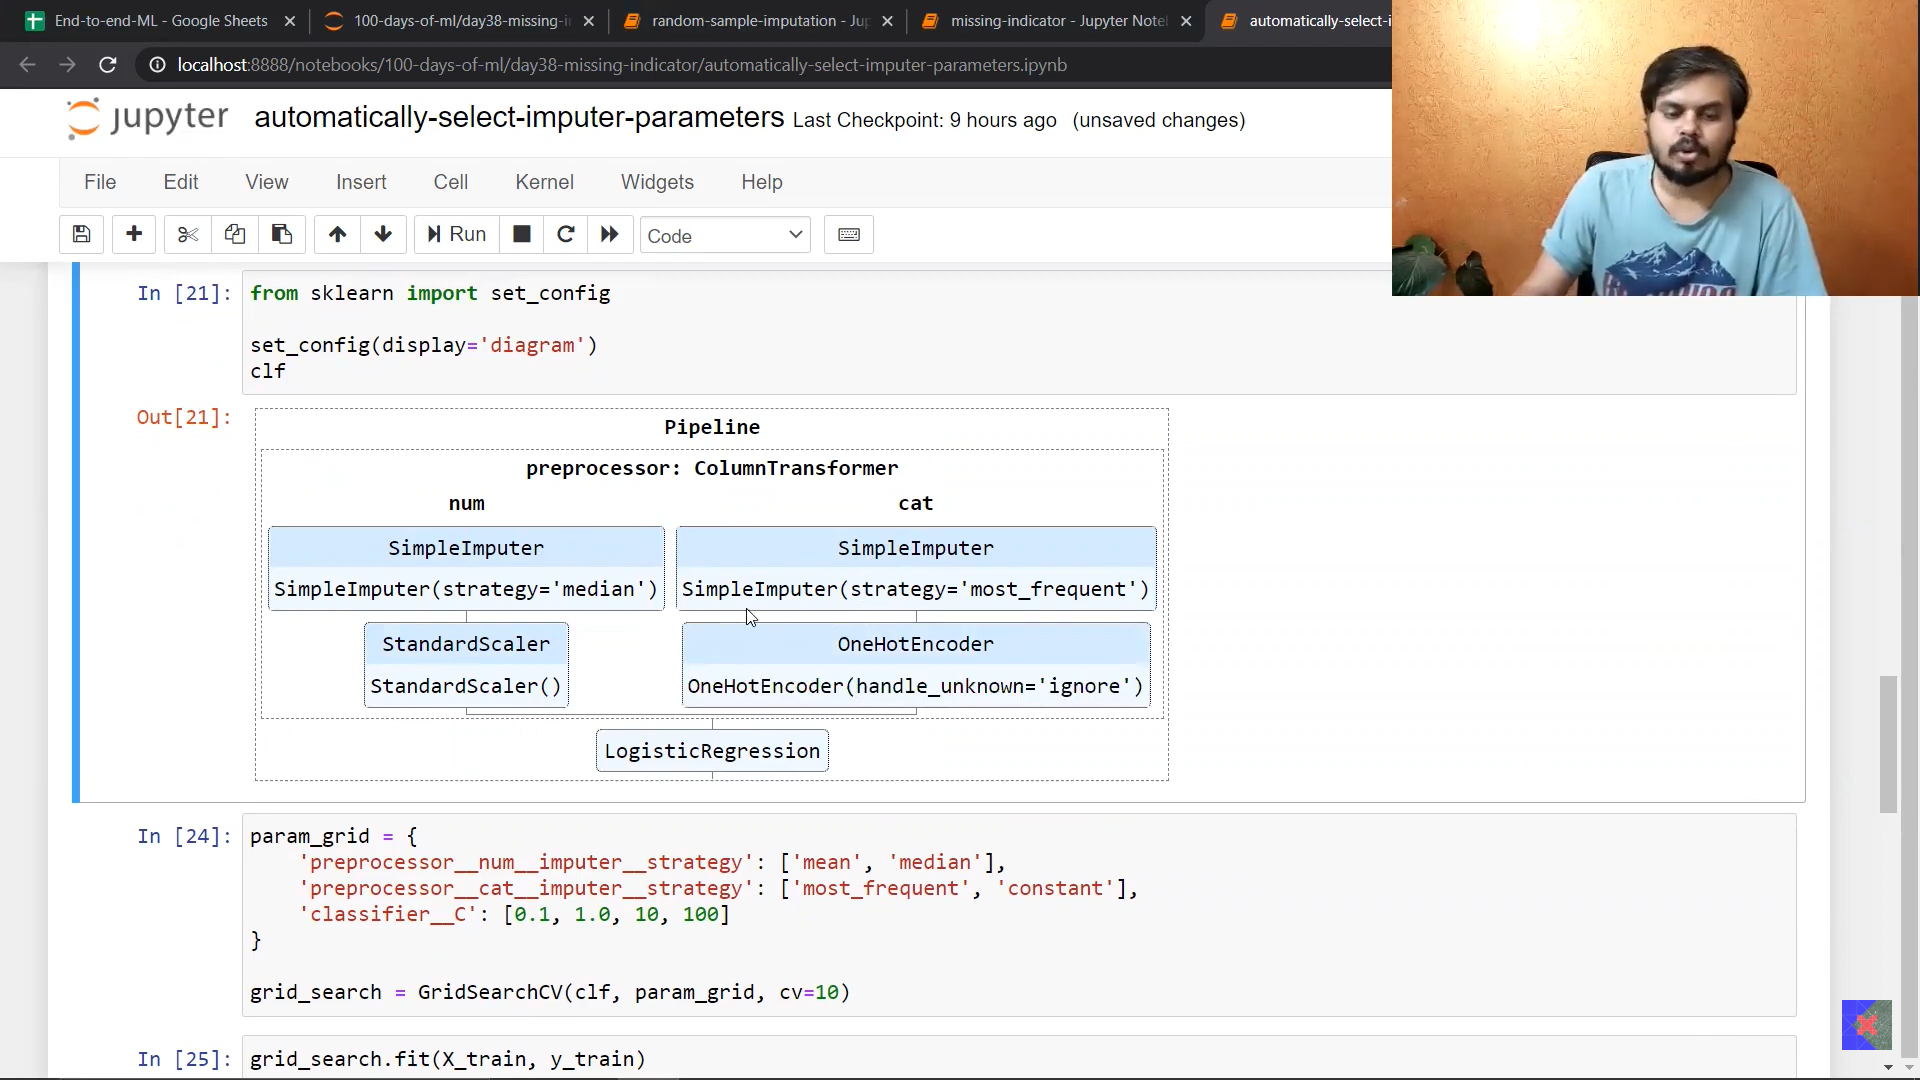 End-to-end-ML - Google Sheets
100-days-of-ml/day38-missing-i
random-sample-imputation - Jup
missing-indicator - Jupyter Note
automatically-select-i
localhost:8888/notebooks/100-days-of-ml/day38-missing-indicator/automatically-select-imputer-parameters.ipynb
jupyter automatically-select-imputer-parameters Last Checkpoint: 9 hours ago (unsaved changes)
File Edit View Insert Cell Kernel Widgets Help
Run Code
In [21]: from sklearn import set_config
set_config(display='diagram')
clf
Out[21]:
Pipeline
preprocessor: ColumnTransformer
num cat
SimpleImputer SimpleImputer
SimpleImputer(strategy='median') SimpleImputer(strategy='most_frequent')
StandardScaler OneHotEncoder
StandardScaler() OneHotEncoder(handle_unknown='ignore')
LogisticRegression
In [24]: param_grid = {
'preprocessor__num__imputer__strategy': ['mean', 'median'],
'preprocessor__cat__imputer__strategy': ['most_frequent', 'constant'],
'classifier__C': [0.1, 1.0, 10, 100]
}
grid_search = GridSearchCV(clf, param_grid, cv=10)
In [25]: grid_search.fit(X_train, y_train)